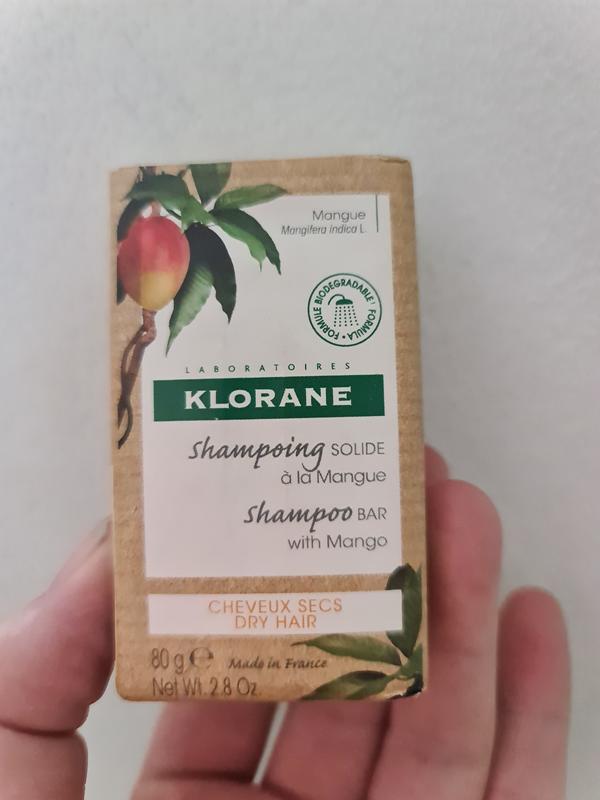 Mangue
Mangifera indica L.
FORMULE BIODEGRADABLE¹ FORMULA •
LABORATOIRES
KLORANE
Shampoing SOLIDE
à la Mangue
Shampoo BAR
with Mango
CHEVEUX SECS
DRY HAIR
80 g ℮ Made in France
Net Wt. 2.8 Oz.